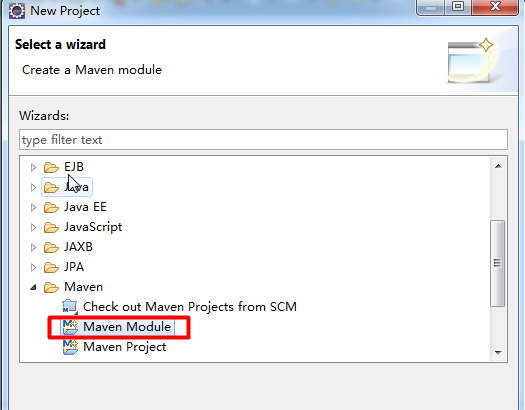 New Project
Select a wizard
Create a Maven module
Wizards:
type filter text
EJB
Java
Java EE
JavaScript
JAXB
JPA
Maven
Check out Maven Projects from SCM
Maven Module
Maven Project